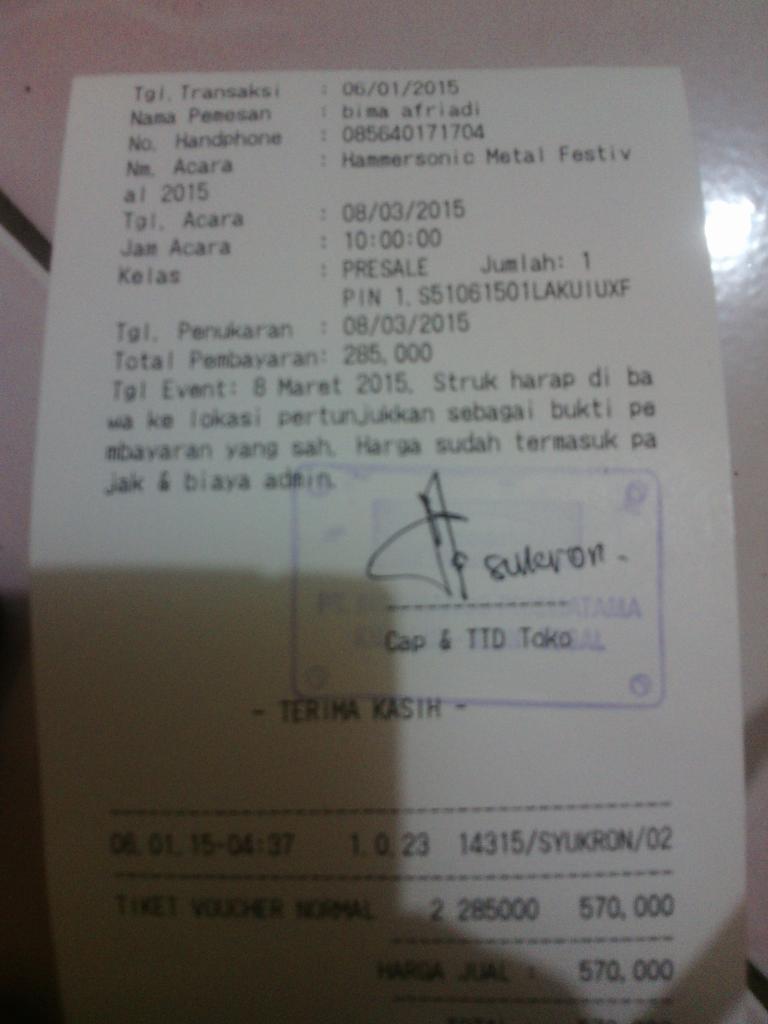 Tgl. Transaksi : 06/01/2015
Nama Pemesan : bima afriadi
No. Handphone : 085640171704
Nm. Acara : Hammersonic Metal Festiv
al 2015
Tgl. Acara : 08/03/2015
Jam Acara : 10:00:00
Kelas : PRESALE Jumlah: 1
PIN 1. S51061501LAKUIUXF
Tgl. Penukaran : 08/03/2015
Total Pembayaran: 285,000
Tgl Event: 8 Maret 2015. Struk harap di ba
wa ke lokasi pertunjukkan sebagai bukti pe
mbayaran yang sah. Harga sudah termasuk pa
jak & biaya admin.
sukron.
PT
Cap & TTD Toko
- TERIMA KASIH -
06.01.15-04:37 1.0.23 14315/SYUKRON/02
TIKET VOUCHER NORMAL 2 285000 570,000
HARGA JUAL : 570,000